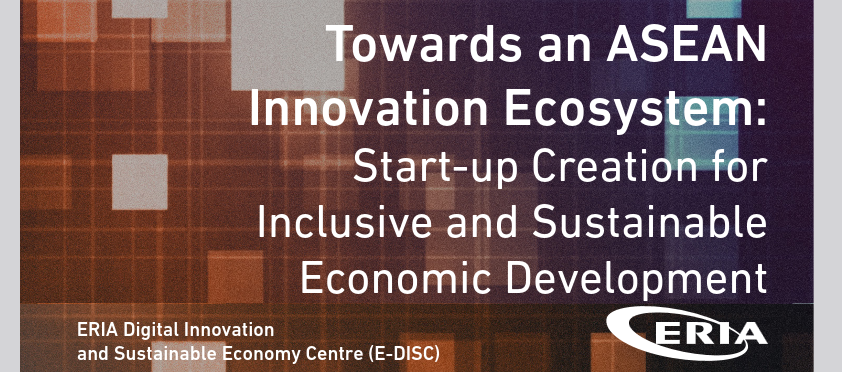 Towards an ASEAN
Innovation Ecosystem:
Start-up Creation for
Inclusive and Sustainable
Economic Development
ERIA Digital Innovation
and Sustainable Economy Centre (E-DISC)
ERIA